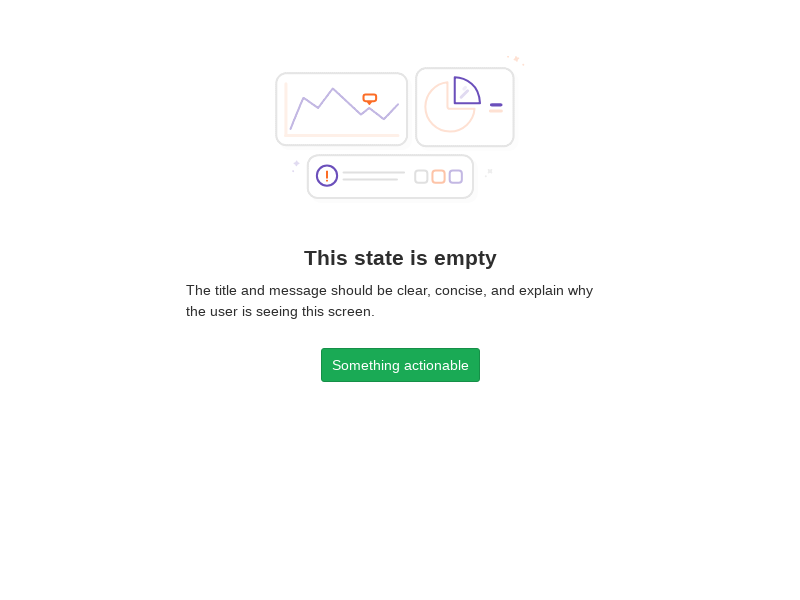 This state is empty
The title and message should be clear, concise, and explain why
the user is seeing this screen.
Something actionable